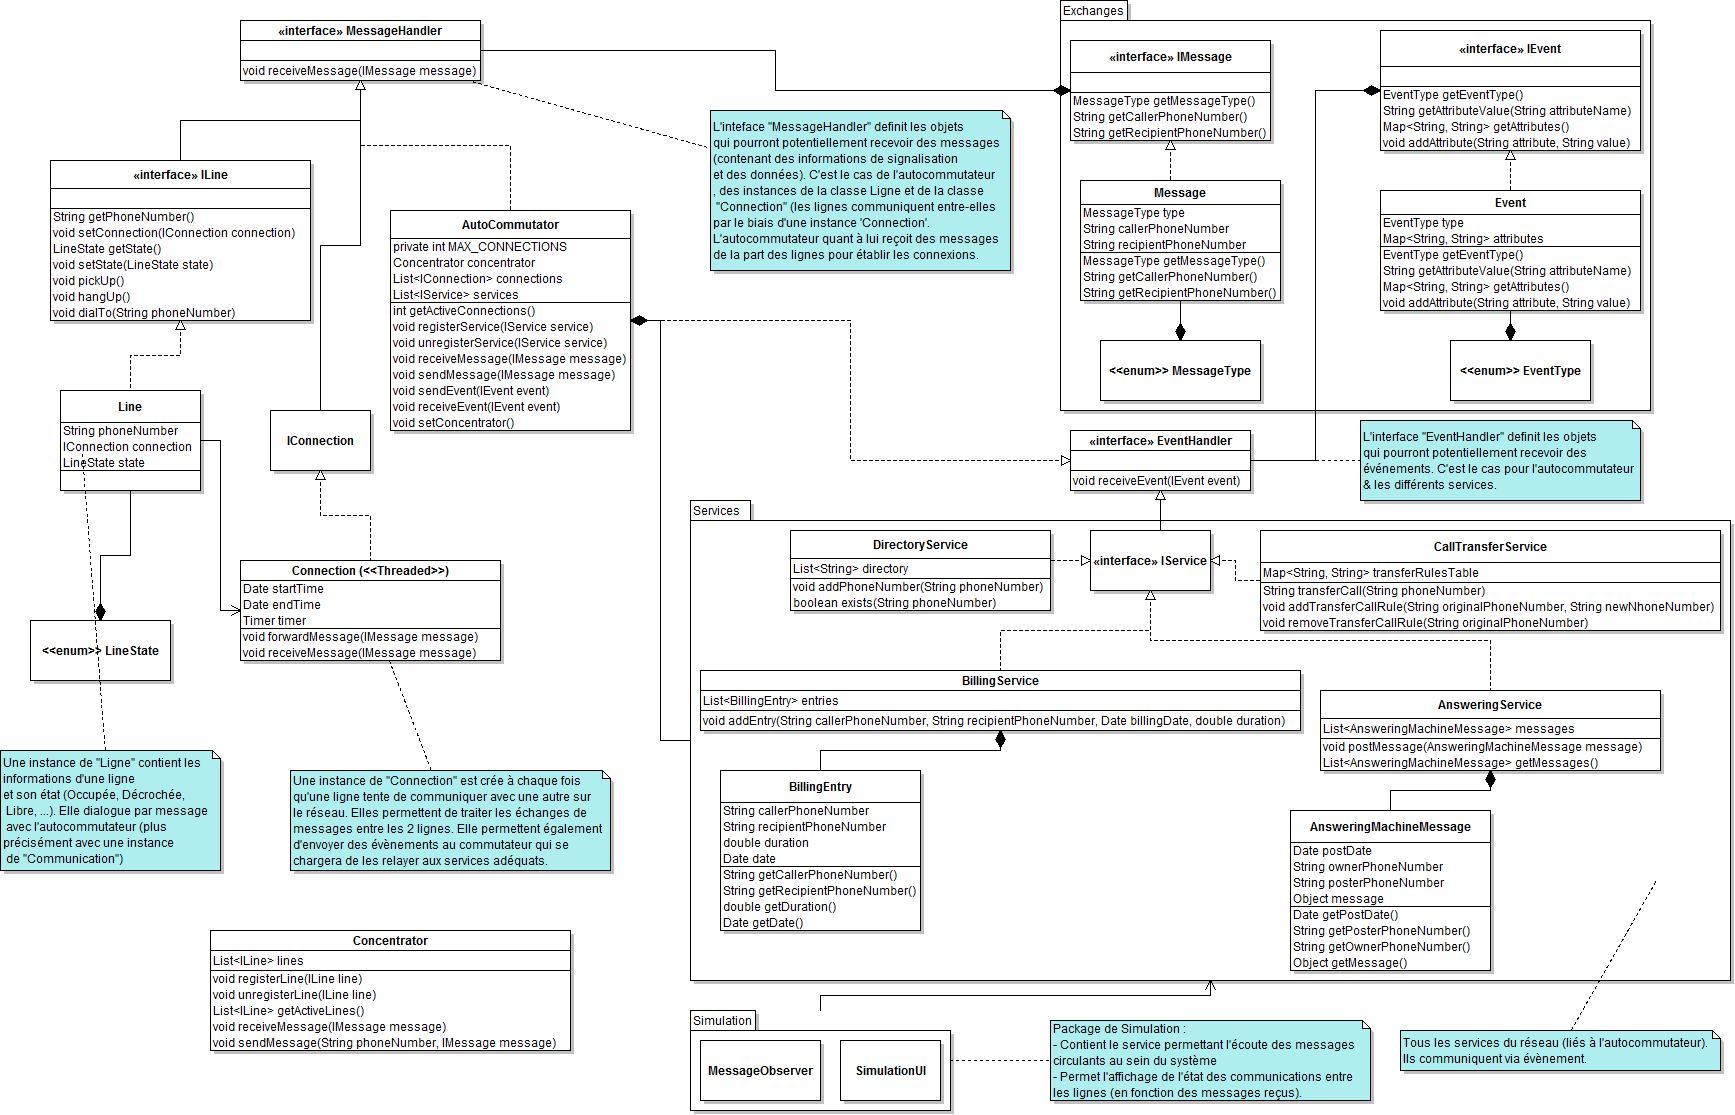 «interface» MessageHandler
void receiveMessage(IMessage message)
L'inteface "MessageHandler" definit les objets
qui pourront potentiellement recevoir des messages
(contenant des informations de signalisation
et des données). C'est le cas de l'autocommutateur
, des instances de la classe Ligne et de la classe
"Connection" (les lignes communiquent entre-elles
par le biais d'une instance 'Connection'.
L'autocommutateur quant à lui reçoit des messages
de la part des lignes pour établir les connexions.
Exchanges
«interface» IMessage
MessageType getMessageType()
String getCallerPhoneNumber()
String getRecipientPhoneNumber()
«interface» IEvent
EventType getEventType()
String getAttributeValue(String attributeName)
Map<String, String> getAttributes()
void addAttribute(String attribute, String value)
Message
MessageType type
String callerPhoneNumber
String recipientPhoneNumber
MessageType getMessageType()
String getCallerPhoneNumber()
String getRecipientPhoneNumber()
Event
EventType type
Map<String, String> attributes
EventType getEventType()
String getAttributeValue(String attributeName)
Map<String, String> getAttributes()
void addAttribute(String attribute, String value)
<<enum>> MessageType
<<enum>> EventType
«interface» ILine
String getPhoneNumber()
void setConnection(IConnection connection)
LineState getState()
void setState(LineState state)
void pickUp()
void hangUp()
void dialTo(String phoneNumber)
AutoCommutator
private int MAX_CONNECTIONS
Concentrator concentrator
List<IConnection> connections
List<IService> services
int getActiveConnections()
void registerService(IService service)
void unregisterService(IService service)
void receiveMessage(IMessage message)
void sendMessage(IMessage message)
void sendEvent(IEvent event)
void receiveEvent(IEvent event)
void setConcentrator()
Line
String phoneNumber
IConnection connection
LineState state
IConnection
«interface» EventHandler
void receiveEvent(IEvent event)
L'interface "EventHandler" definit les objets
qui pourront potentiellement recevoir des
événements. C'est le cas pour l'autocommutateur
& les différents services.
Connection (<<Threaded>>)
Date startTime
Date endTime
Timer timer
void forwardMessage(IMessage message)
void receiveMessage(IMessage message)
<<enum>> LineState
Services
DirectoryService
List<String> directory
void addPhoneNumber(String phoneNumber)
boolean exists(String phoneNumber)
«interface» IService
CallTransferService
Map<String, String> transferRulesTable
String transferCall(String phoneNumber)
void addTransferCallRule(String originalPhoneNumber, String newNhoneNumber)
void removeTransferCallRule(String originalPhoneNumber)
BillingService
List<BillingEntry> entries
void addEntry(String callerPhoneNumber, String recipientPhoneNumber, Date billingDate, double duration)
AnsweringService
List<AnsweringMachineMessage> messages
void postMessage(AnsweringMachineMessage message)
List<AnsweringMachineMessage> getMessages()
Une instance de "Ligne" contient les
informations d'une ligne
et son état (Occupée, Décrochée,
Libre, ...). Elle dialogue par message
avec l'autocommutateur (plus
précisément avec une instance
de "Communication")
Une instance de "Connection" est crée à chaque fois
qu'une ligne tente de communiquer avec une autre sur
le réseau. Elles permettent de traiter les échanges de
messages entre les 2 lignes. Elle permettent également
d'envoyer des évènements au commutateur qui se
chargera de les relayer aux services adéquats.
BillingEntry
String callerPhoneNumber
String recipientPhoneNumber
double duration
Date date
String getCallerPhoneNumber()
String getRecipientPhoneNumber()
double getDuration()
Date getDate()
AnsweringMachineMessage
Date postDate
String ownerPhoneNumber
String posterPhoneNumber
Object message
Date getPostDate()
String getPosterPhoneNumber()
String getOwnerPhoneNumber()
Object getMessage()
Concentrator
List<ILine> lines
void registerLine(ILine line)
void unregisterLine(ILine line)
List<ILine> getActiveLines()
void receiveMessage(IMessage message)
void sendMessage(String phoneNumber, IMessage message)
Simulation
MessageObserver
SimulationUI
Package de Simulation :
- Contient le service permettant l'écoute des messages
circulants au sein du système
- Permet l'affichage de l'état des communications entre
les lignes (en fonction des messages reçus).
Tous les services du réseau (liés à l'autocommutateur).
Ils communiquent via évènement.